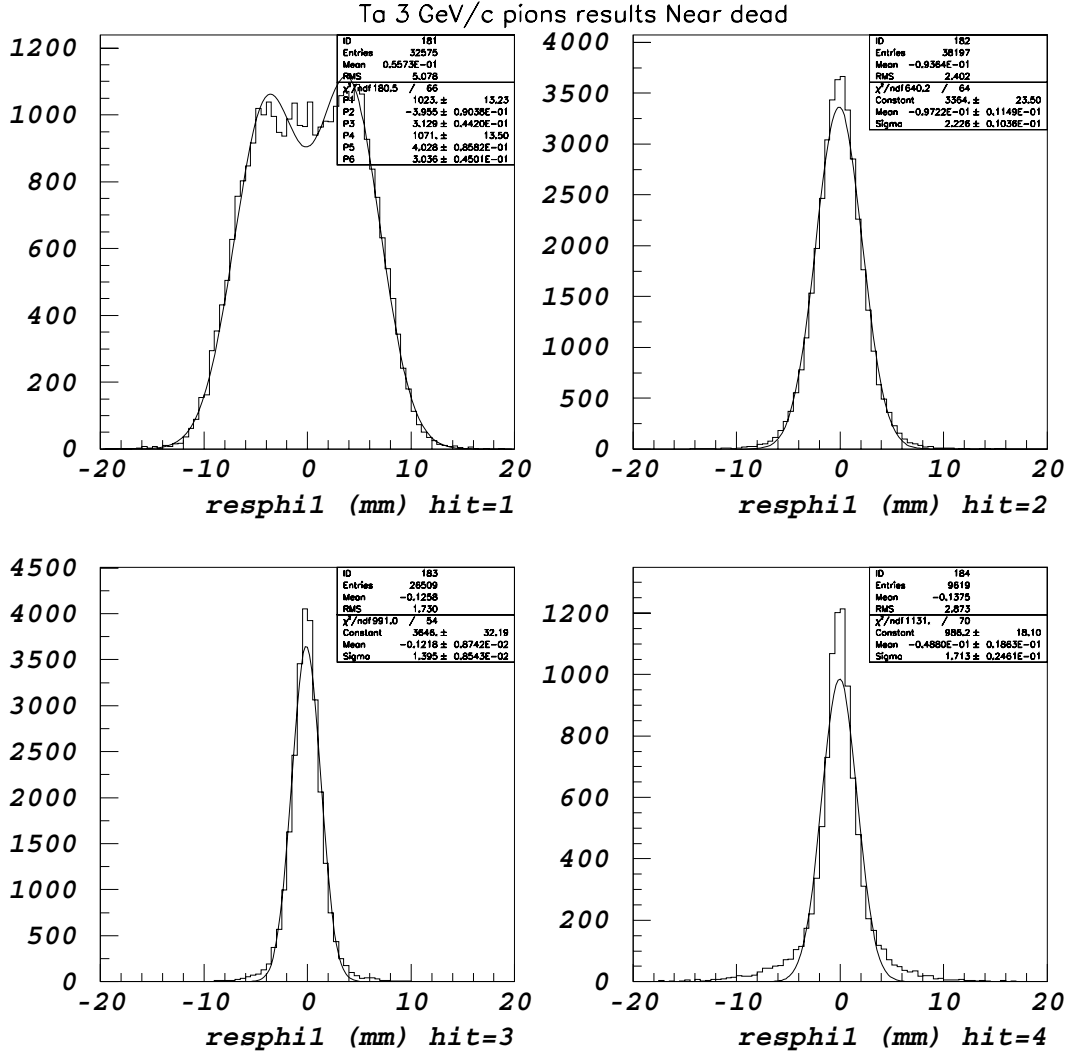 Ta 3 GeV/c pions results Near dead
ID 181
Entries 32575
Mean 0.5573E-01
RMS 5.078
χ²/ndf 180.5 / 66
P1 1023. ± 13.23
P2 -3.955 ± 0.9038E-01
P3 3.129 ± 0.4420E-01
P4 1071. ± 13.50
P5 4.028 ± 0.8582E-01
P6 3.036 ± 0.4501E-01
1200
1000
800
600
400
200
0
-20 -10 0 10 20
resphi1 (mm) hit=1
ID 182
Entries 38197
Mean -0.9364E-01
RMS 2.402
χ²/ndf 640.2 / 64
Constant 3364. ± 23.50
Mean -0.9722E-01 ± 0.1149E-01
Sigma 2.226 ± 0.1036E-01
4000
3500
3000
2500
2000
1500
1000
500
0
-20 -10 0 10 20
resphi1 (mm) hit=2
ID 183
Entries 26509
Mean -0.1258
RMS 1.730
χ²/ndf 991.0 / 54
Constant 3646. ± 32.19
Mean -0.1218 ± 0.8742E-02
Sigma 1.395 ± 0.8543E-02
4500
4000
3500
3000
2500
2000
1500
1000
500
0
-20 -10 0 10 20
resphi1 (mm) hit=3
ID 184
Entries 9619
Mean -0.1375
RMS 2.873
χ²/ndf 1131. / 70
Constant 986.2 ± 18.10
Mean -0.4880E-01 ± 0.1863E-01
Sigma 1.713 ± 0.2461E-01
1200
1000
800
600
400
200
0
-20 -10 0 10 20
resphi1 (mm) hit=4